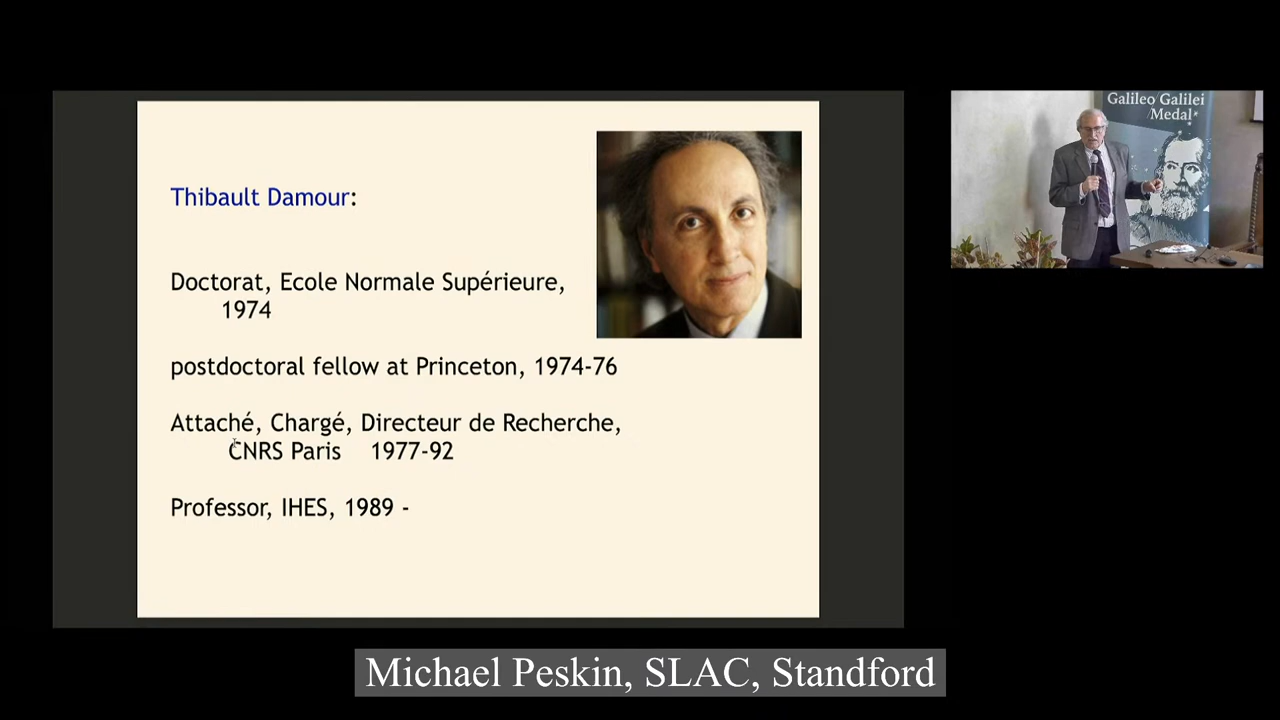 Thibault Damour:
Doctorat, Ecole Normale Supérieure,
1974
postdoctoral fellow at Princeton, 1974-76
Attaché, Chargé, Directeur de Recherche,
CNRS Paris 1977-92
Professor, IHES, 1989 -
Galileo Galilei
Medal
Michael Peskin, SLAC, Standford